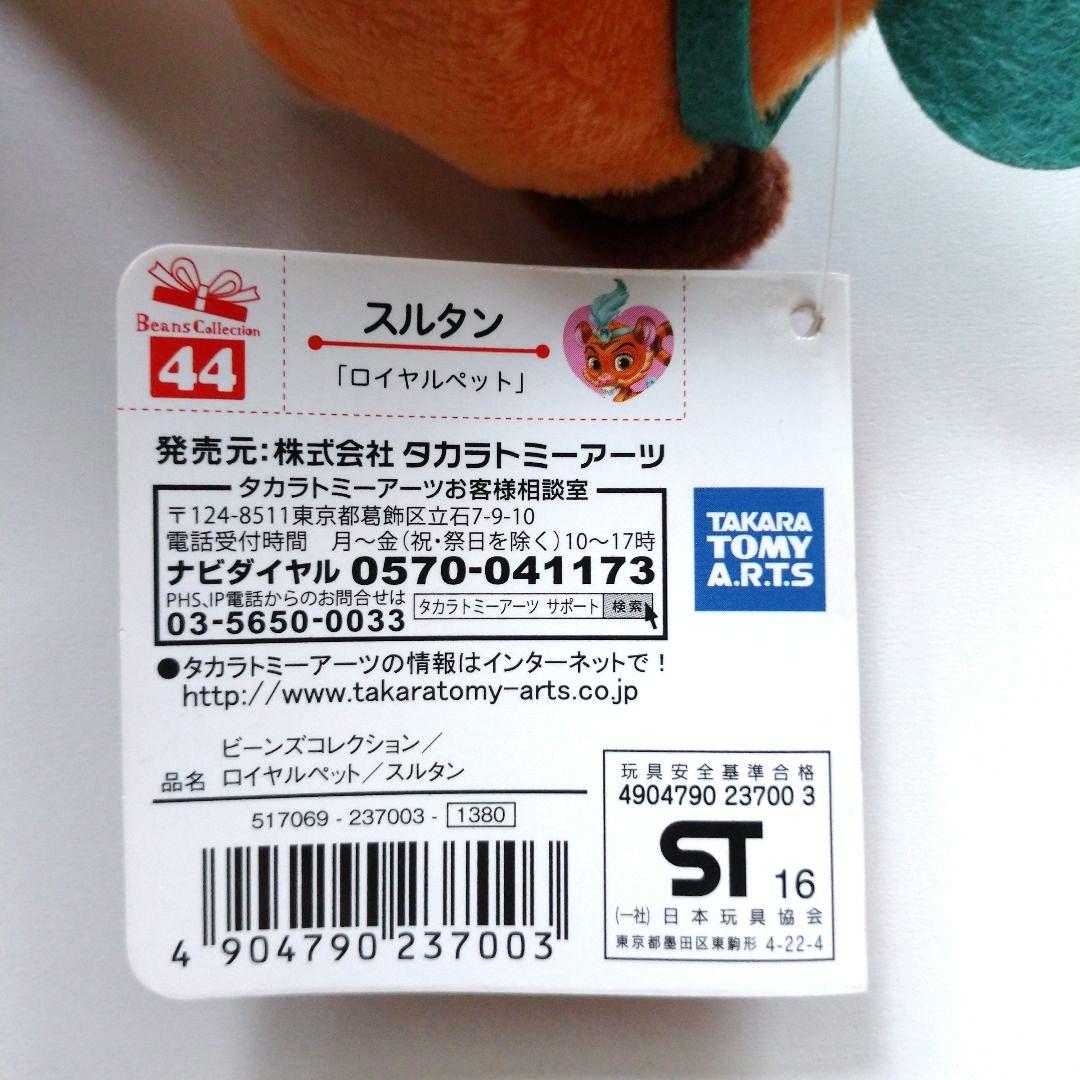 Beans Collection
44
スルタン
「ロイヤルペット」
発売元:株式会社 タカラトミーアーツ
タカラトミーアーツお客様相談室
〒124-8511東京都葛飾区立石7-9-10
電話受付時間　月〜金(祝・祭日を除く)10〜17時
ナビダイヤル 0570-041173
PHS、IP電話からのお問合せは
03-5650-0033
タカラトミーアーツ サポート 検索
TAKARA
TOMY
A.R.T.S
●タカラトミーアーツの情報はインターネットで!
http://www.takaratomy-arts.co.jp
品名 ビーンズコレクション/
ロイヤルペット/スルタン
517069 - 237003 - 1380
4 904790 237003
玩具安全基準合格
4904790 23700 3
ST 16
(一社) 日本玩具協会
東京都墨田区東駒形 4-22-4